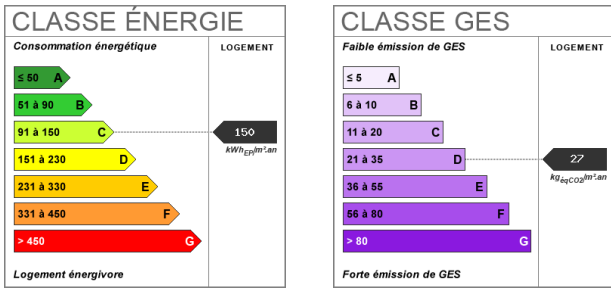 CLASSE ÉNERGIE
Consommation énergétique
LOGEMENT
≤ 50 A
51 à 90 B
91 à 150 C
150
kWhEP/m².an
151 à 230 D
231 à 330 E
331 à 450 F
> 450 G
Logement énergivore
CLASSE GES
Faible émission de GES
LOGEMENT
≤ 5 A
6 à 10 B
11 à 20 C
21 à 35 D
27
kgéqCO2/m².an
36 à 55 E
56 à 80 F
> 80 G
Forte émission de GES